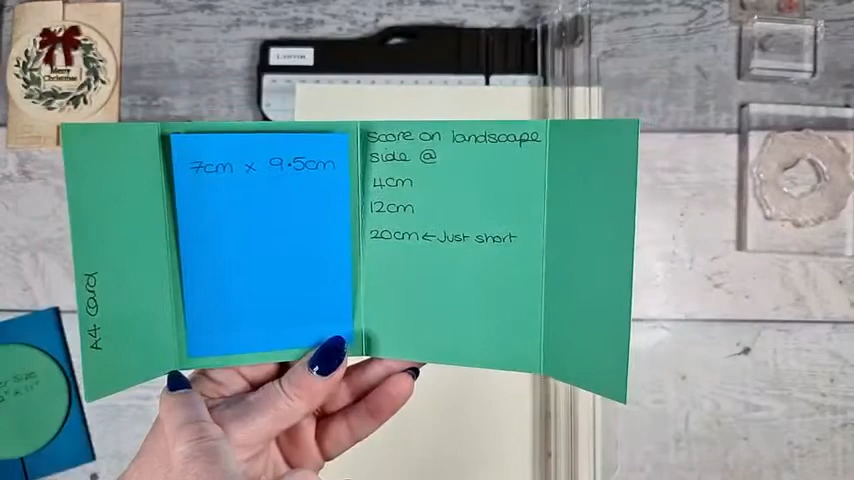 Merry
Christmas
A4 Card
7cm x 9.5cm
score on landscape
side @
4cm
12cm
20cm ← Just short